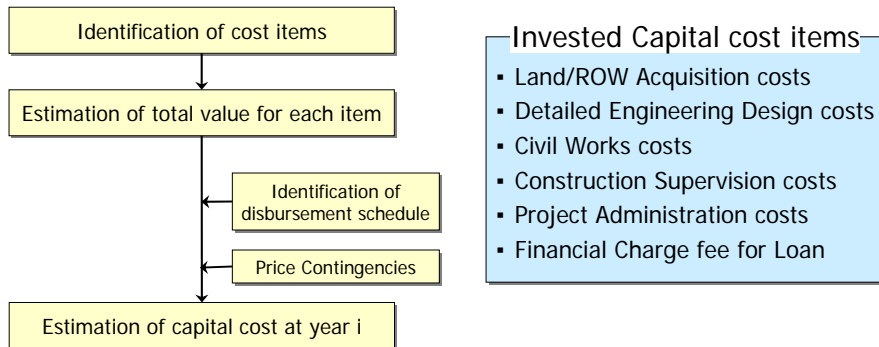 Identification of cost items
Estimation of total value for each item
Identification of
disbursement schedule
Price Contingencies
Estimation of capital cost at year i
Invested Capital cost items
▪ Land/ROW Acquisition costs
▪ Detailed Engineering Design costs
▪ Civil Works costs
▪ Construction Supervision costs
▪ Project Administration costs
▪ Financial Charge fee for Loan